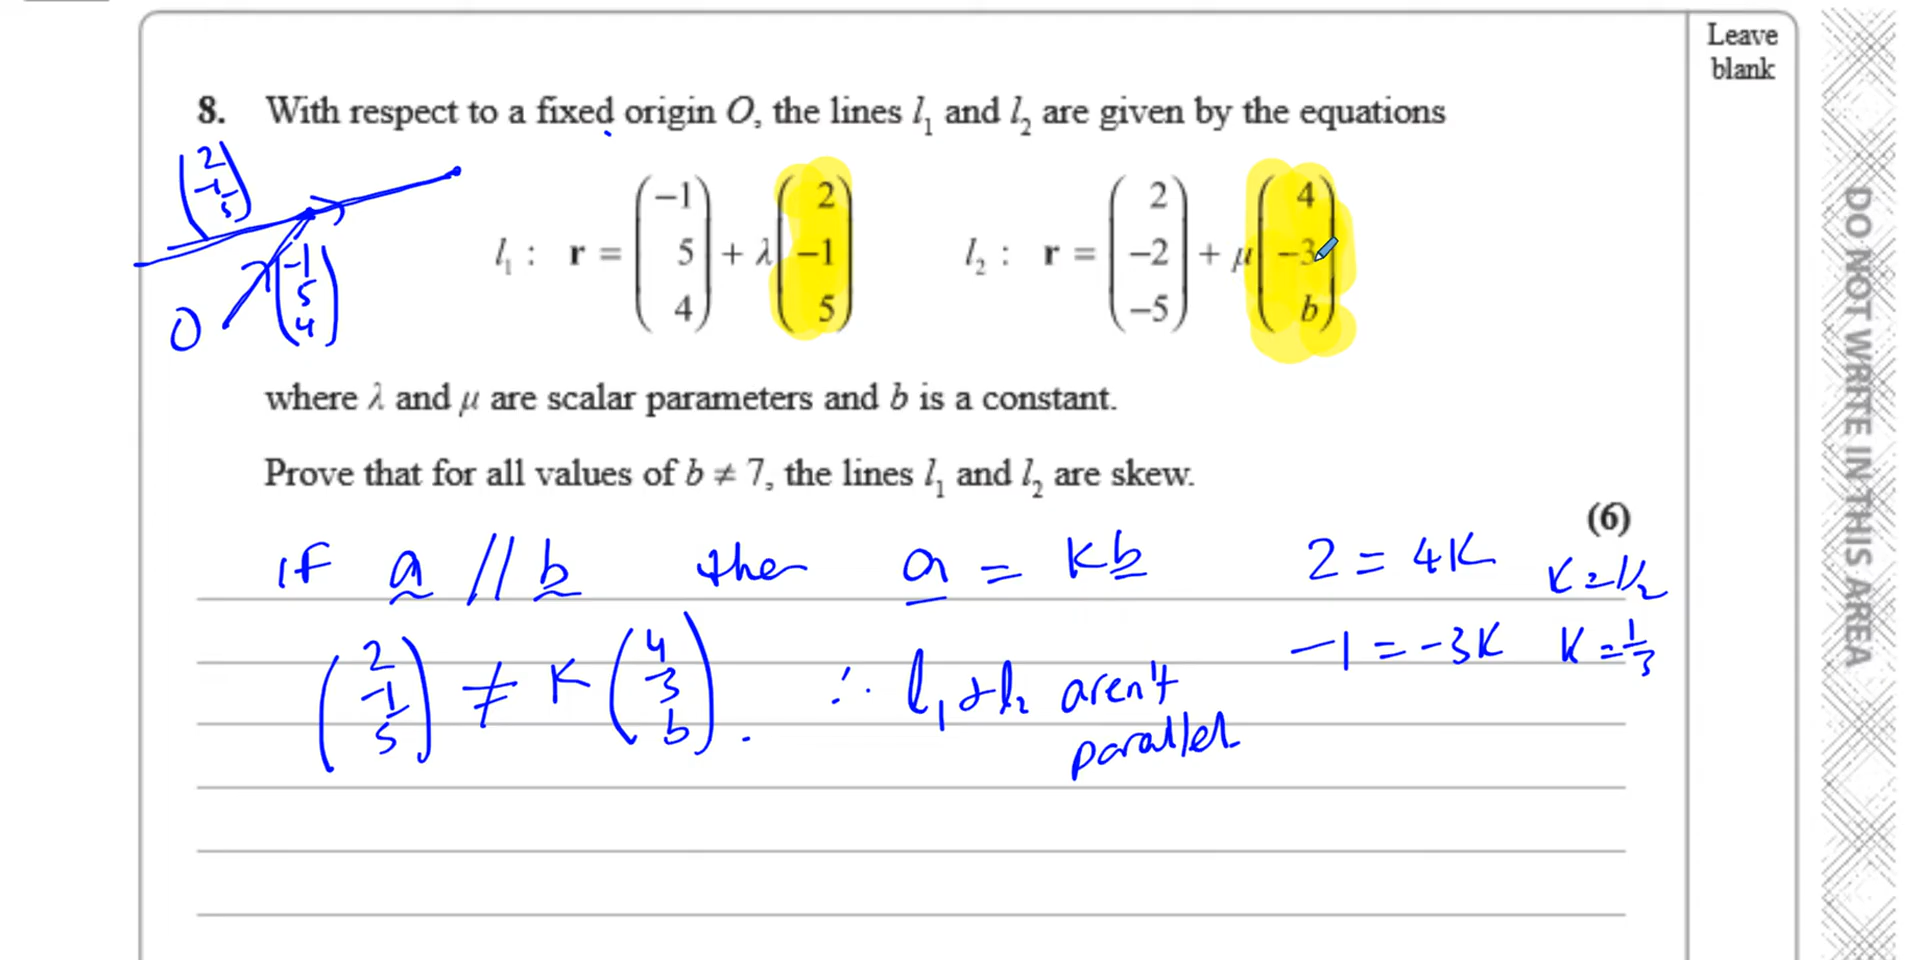 Leave
blank
8. With respect to a fixed origin O, the lines l₁ and l₂ are given by the equations
(2 -1 5)
l₁ : r = (−1 5 4) + λ(2 −1 5) l₂ : r = (2 −2 −5) + μ(4 −3 b)
O (-1 5 4)
where λ and μ are scalar parameters and b is a constant.
Prove that for all values of b ≠ 7, the lines l₁ and l₂ are skew.
(6)
if a // b then a = Kb 2 = 4K K = 1/2
(2 -1 5) ≠ K(4 -3 b). ∴ l₁ + l₂ aren't parallel -1 = -3K K = 1/3
DO NOT WRITE IN THIS AREA